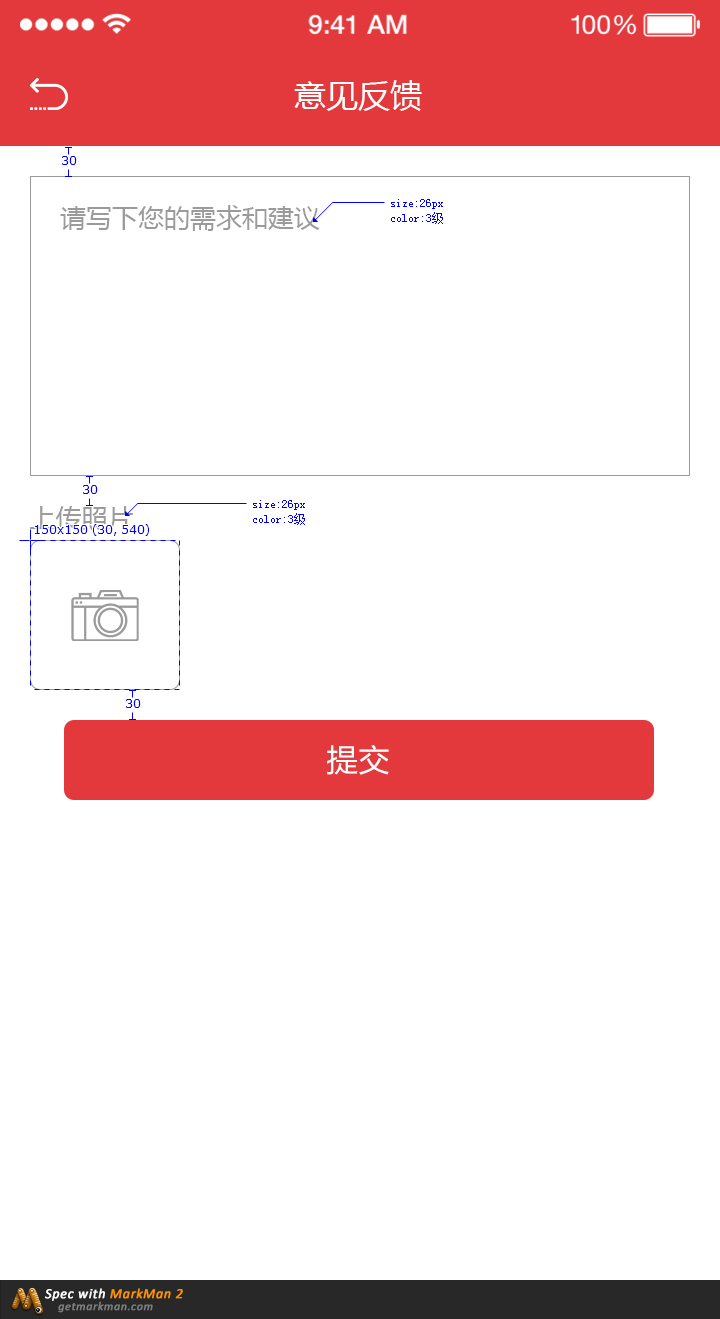 9:41 AM 100%
意见反馈
30
请写下您的需求和建议
size:26px
color:3级
30
上传照片
size:26px
color:3级
150x150 (30, 540)
30
提交
Spec with MarkMan 2
getmarkman.com